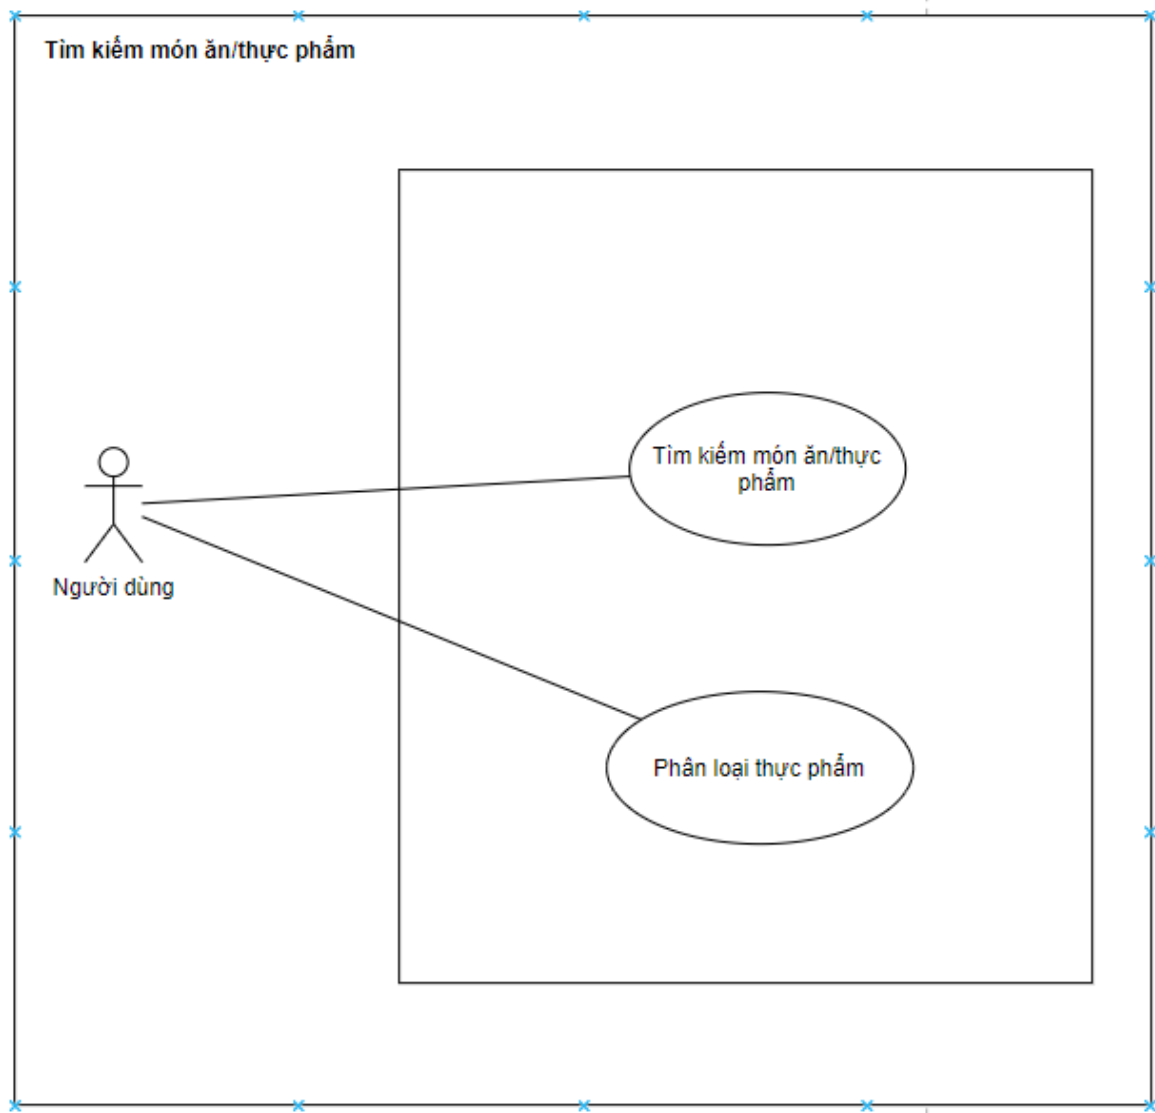 Tìm kiếm món ăn/thực phẩm
Tìm kiếm món ăn/thực
phẩm
Người dùng
Phân loại thực phẩm